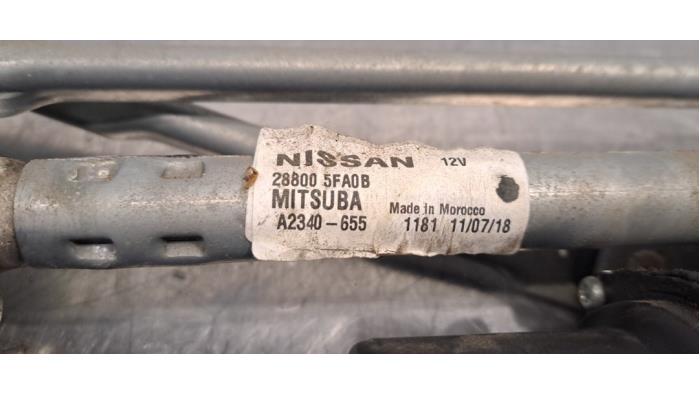 NISSAN 12V
28800 5FA0B
MITSUBA
A2340-655
Made in Morocco
1181 11/07/18